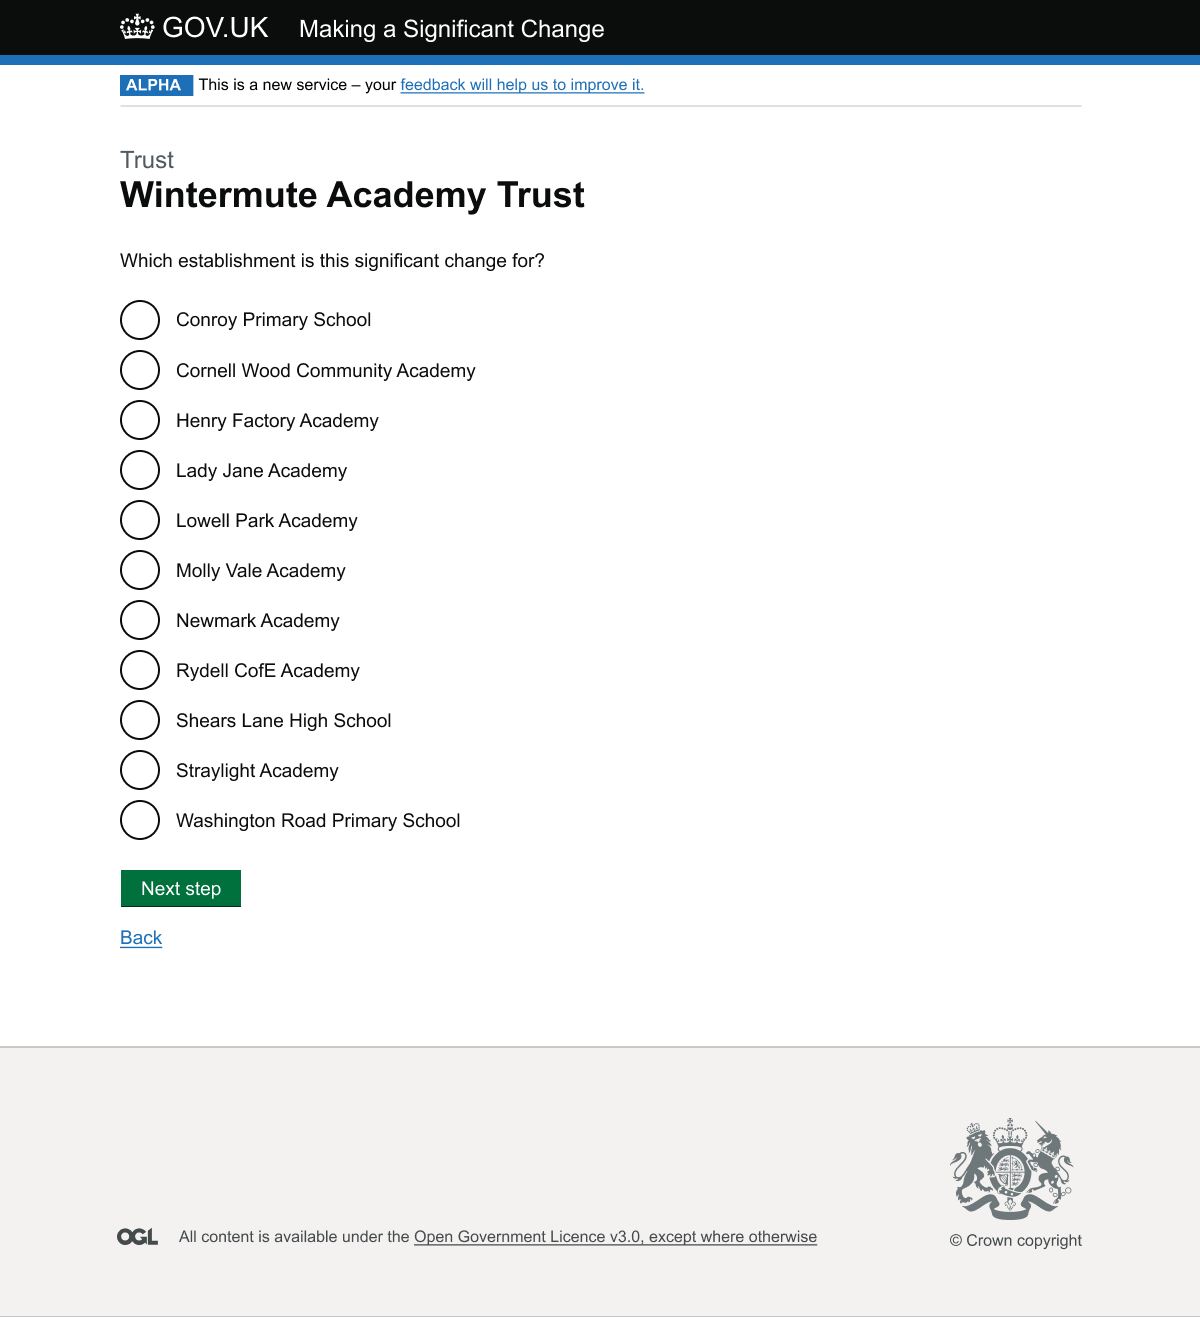 GOV.UK Making a Significant Change
ALPHA This is a new service – your feedback will help us to improve it.
Trust
Wintermute Academy Trust
Which establishment is this significant change for?
Conroy Primary School
Cornell Wood Community Academy
Henry Factory Academy
Lady Jane Academy
Lowell Park Academy
Molly Vale Academy
Newmark Academy
Rydell CofE Academy
Shears Lane High School
Straylight Academy
Washington Road Primary School
Next step
Back
OGL All content is available under the Open Government Licence v3.0, except where otherwise
© Crown copyright